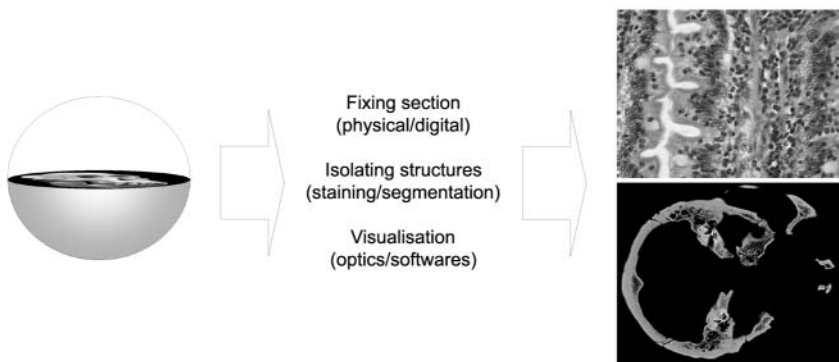 Fixing section
(physical/digital)
Isolating structures
(staining/segmentation)
Visualisation
(optics/softwares)